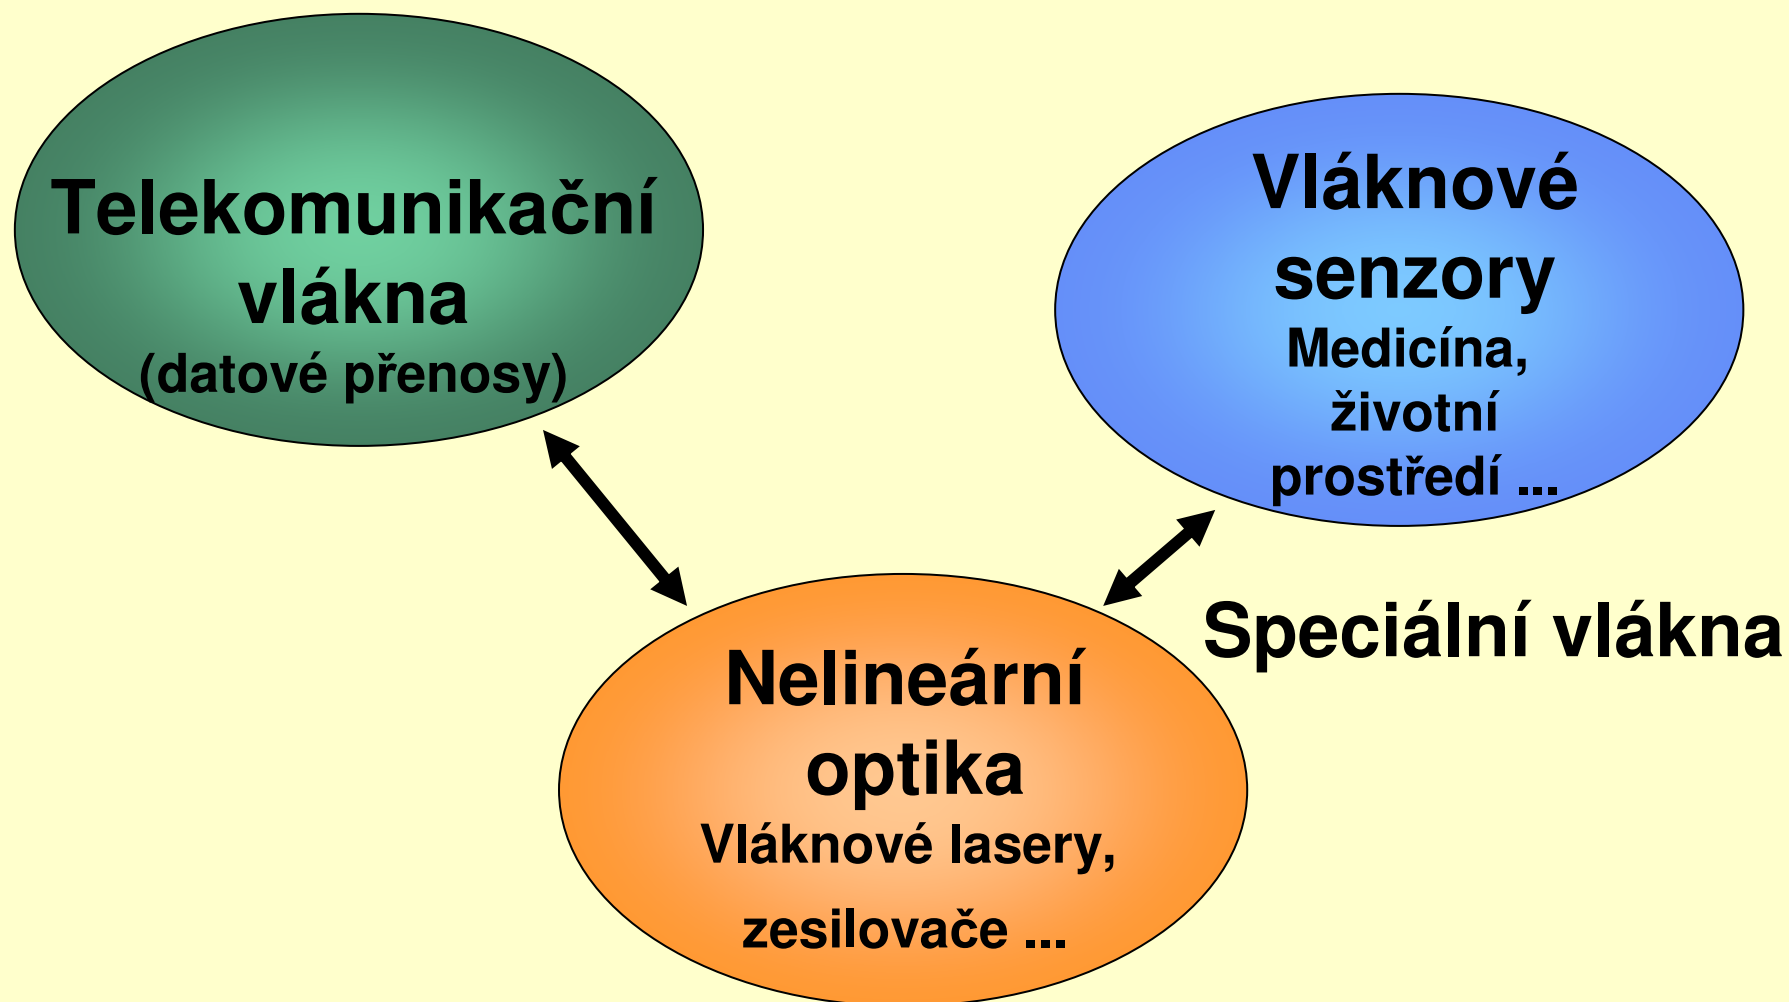 Telekomunikační
vlákna
(datové přenosy)
Vláknové
senzory
Medicína,
životní
prostředí ...
Speciální vlákna
Nelineární
optika
Vláknové lasery,
zesilovače ...